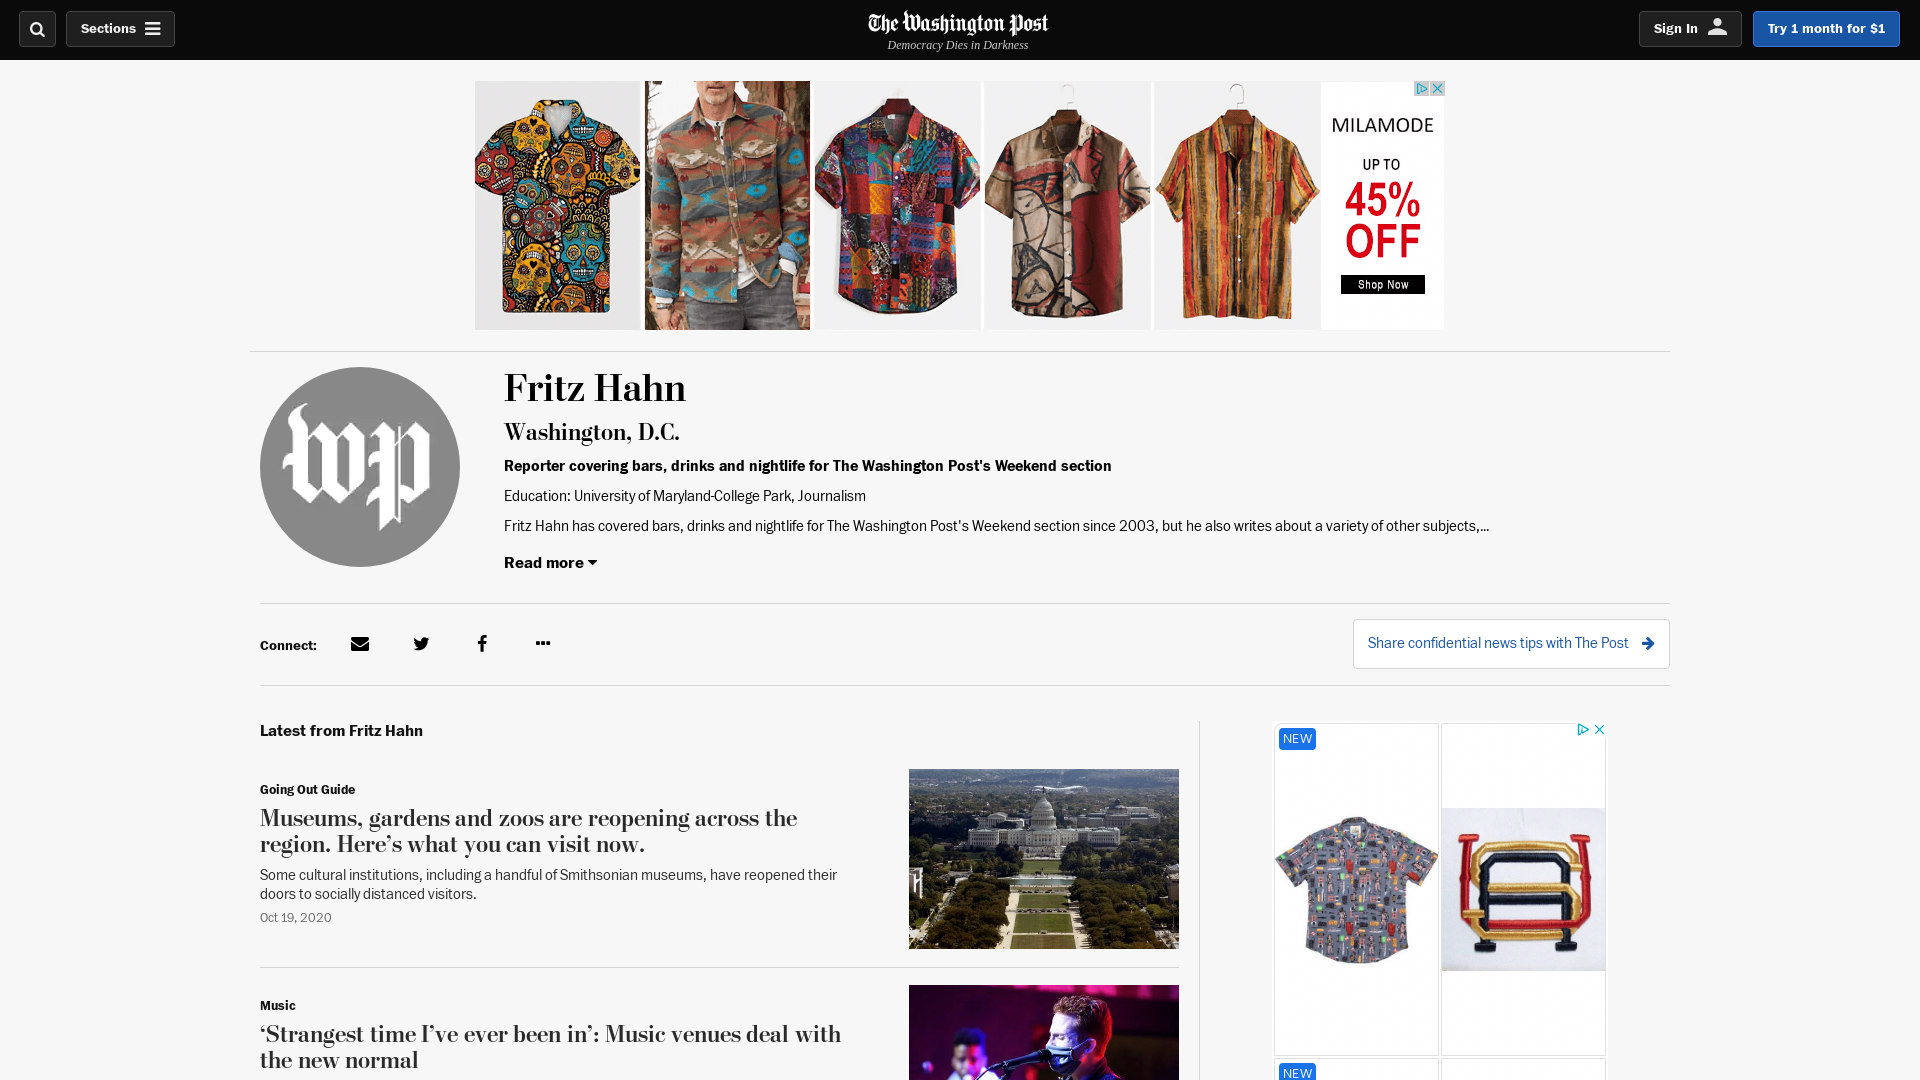 Sections
The Washington Post
Democracy Dies in Darkness
Sign In
Try 1 month for $1
MILAMODE
UP TO
45%
OFF
Shop Now
wp
Fritz Hahn
Washington, D.C.
Reporter covering bars, drinks and nightlife for The Washington Post's Weekend section
Education: University of Maryland-College Park, Journalism
Fritz Hahn has covered bars, drinks and nightlife for The Washington Post's Weekend section since 2003, but he also writes about a variety of other subjects,...
Read more
Connect:
Share confidential news tips with The Post
Latest from Fritz Hahn
Going Out Guide
Museums, gardens and zoos are reopening across the
region. Here’s what you can visit now.
Some cultural institutions, including a handful of Smithsonian museums, have reopened their
doors to socially distanced visitors.
Oct 19, 2020
Music
‘Strangest time I’ve ever been in’: Music venues deal with
the new normal
NEW
NEW